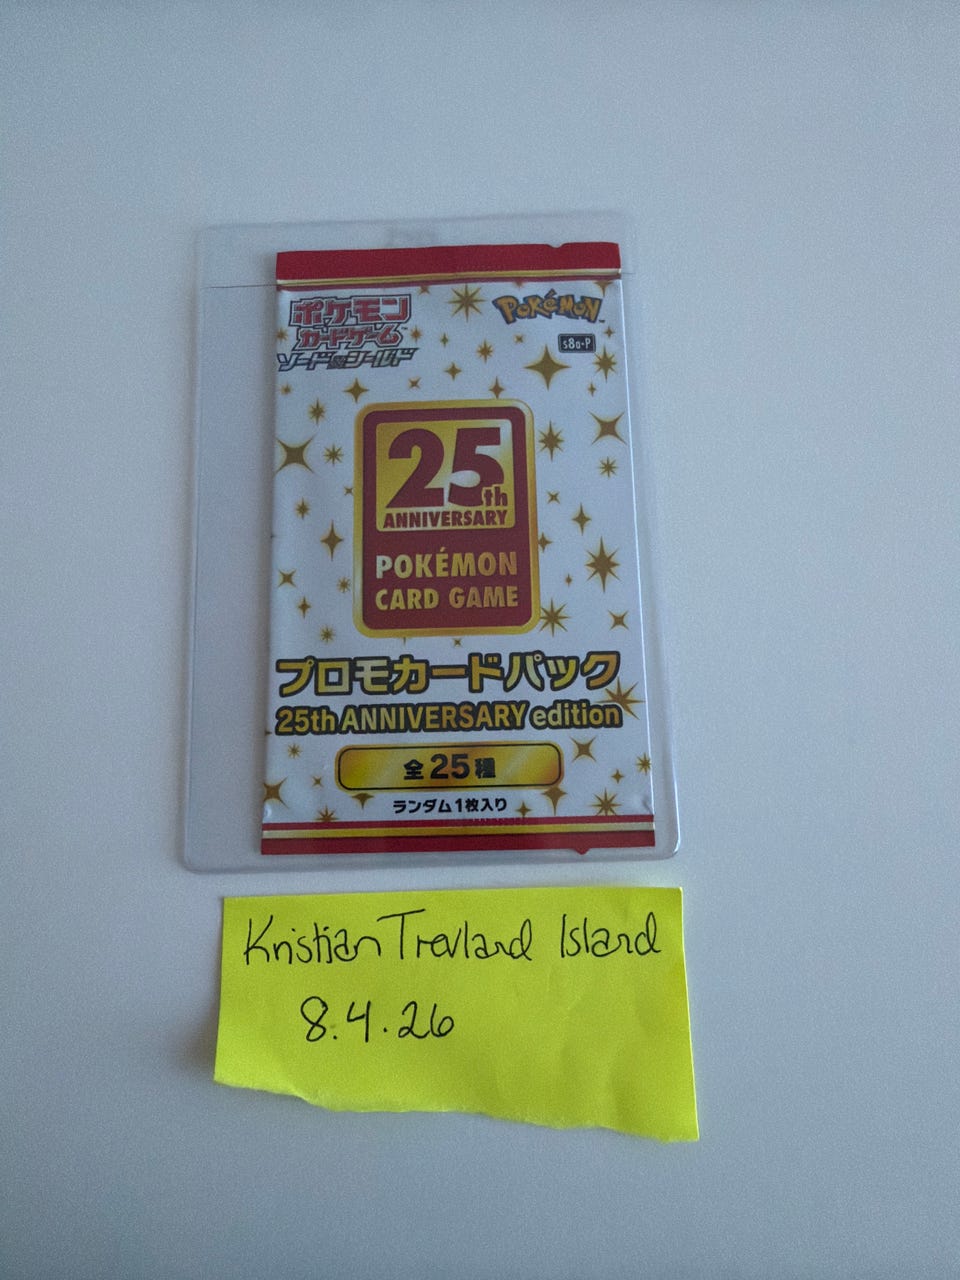 ポケモン
カードゲーム
ソード&シールド
Pokémon
s8a-P
25th
ANNIVERSARY
POKÉMON
CARD GAME
プロモカードパック
25th ANNIVERSARY edition
全25種
ランダム1枚入り
Kristian Trevland Island
8.4.26